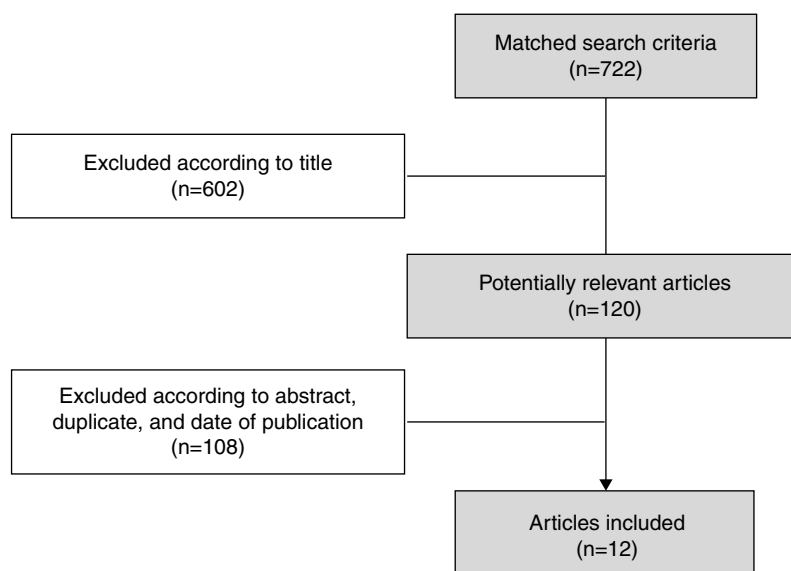 Matched search criteria
(n=722)
Excluded according to title
(n=602)
Potentially relevant articles
(n=120)
Excluded according to abstract,
duplicate, and date of publication
(n=108)
Articles included
(n=12)